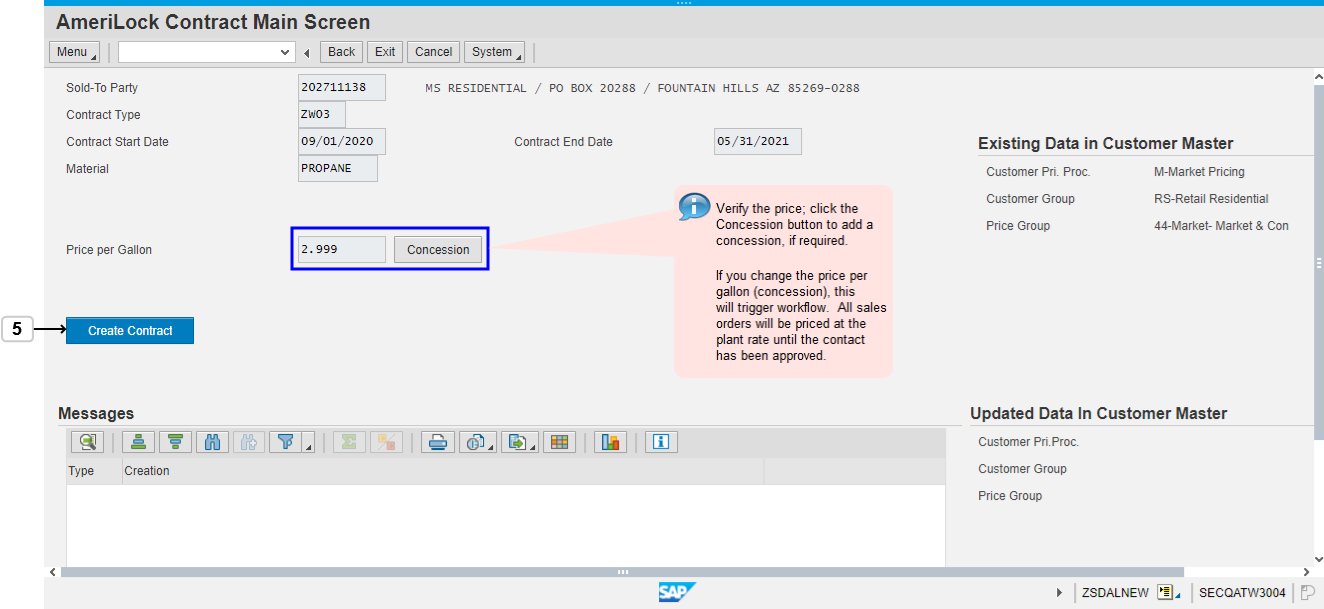 AmeriLock Contract Main Screen
Menu
Back
Exit
Cancel
System
Sold-To Party 202711138 MS RESIDENTIAL / PO BOX 20288 / FOUNTAIN HILLS AZ 85269-0288
Contract Type ZW03
Contract Start Date 09/01/2020 Contract End Date 05/31/2021
Material PROPANE
Existing Data in Customer Master
Customer Pri. Proc. M-Market Pricing
Customer Group RS-Retail Residential
Price Group 44-Market- Market & Con
Price per Gallon 2.999 Concession
Verify the price; click the
Concession button to add a
concession, if required.
If you change the price per
gallon (concession), this
will trigger workflow. All sales
orders will be priced at the
plant rate until the contact
has been approved.
5
Create Contract
Messages
Type Creation
Updated Data In Customer Master
Customer Pri.Proc.
Customer Group
Price Group
SAP
ZSDALNEW
SECQATW3004